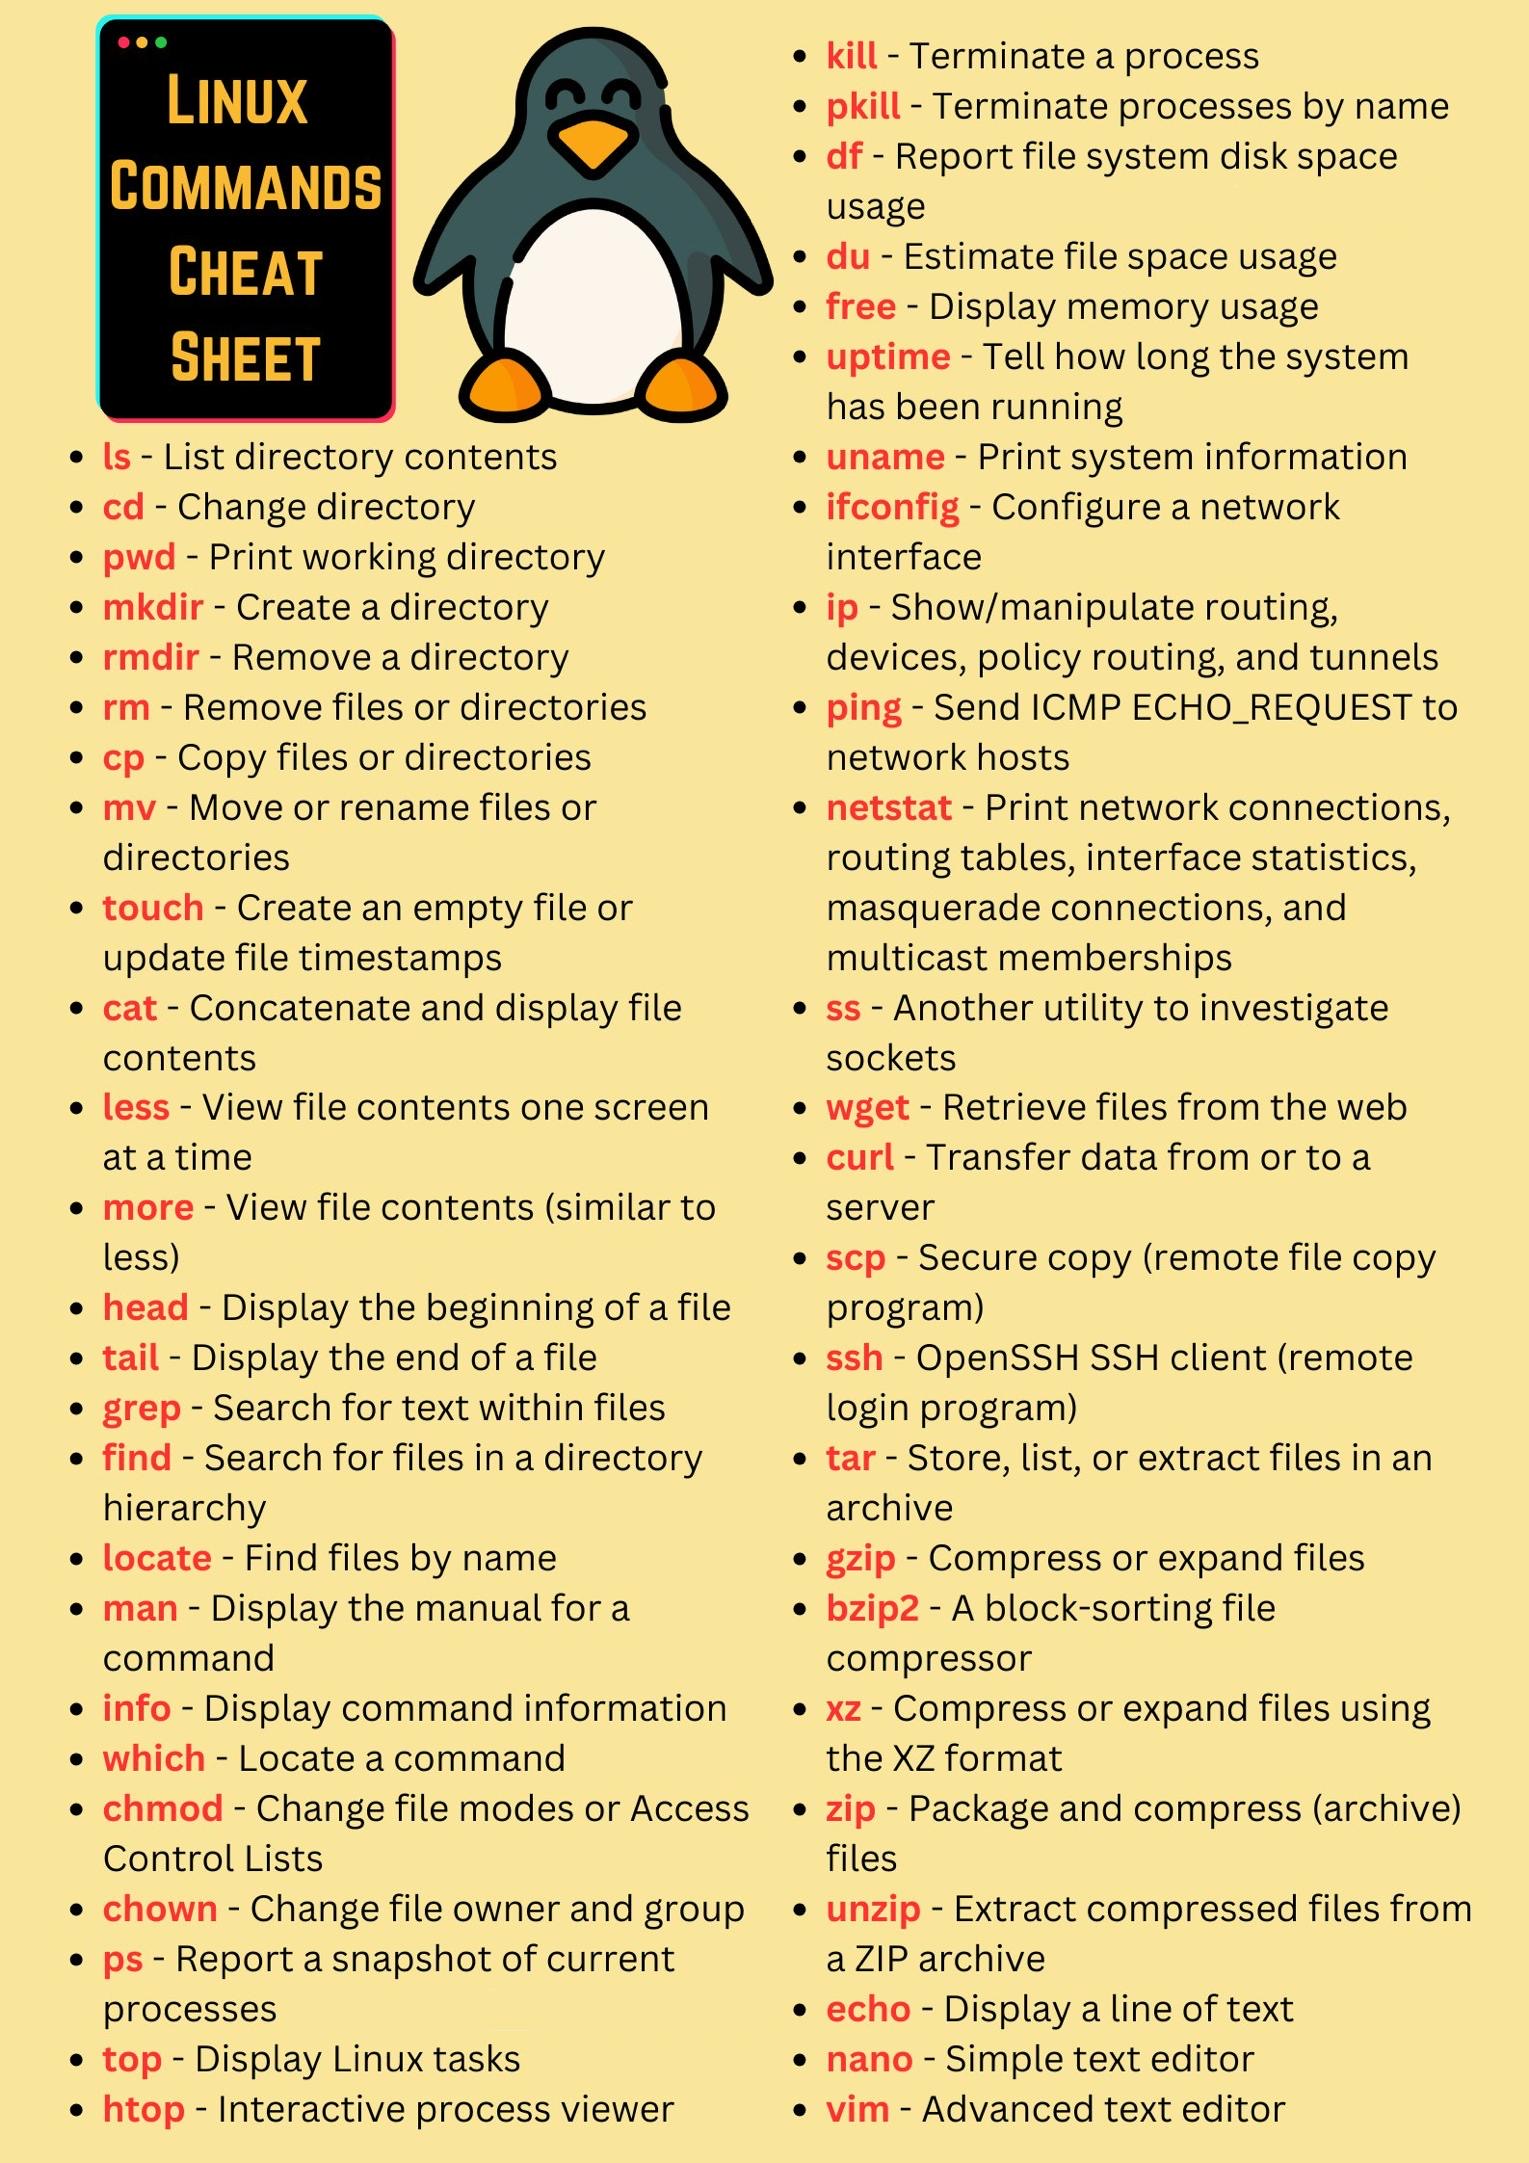 LINUX
COMMANDS
CHEAT
SHEET
• ls - List directory contents
• cd - Change directory
• pwd - Print working directory
• mkdir - Create a directory
• rmdir - Remove a directory
• rm - Remove files or directories
• cp - Copy files or directories
• mv - Move or rename files or
directories
• touch - Create an empty file or
update file timestamps
• cat - Concatenate and display file
contents
• less - View file contents one screen
at a time
• more - View file contents (similar to
less)
• head - Display the beginning of a file
• tail - Display the end of a file
• grep - Search for text within files
• find - Search for files in a directory
hierarchy
• locate - Find files by name
• man - Display the manual for a
command
• info - Display command information
• which - Locate a command
• chmod - Change file modes or Access
Control Lists
• chown - Change file owner and group
• ps - Report a snapshot of current
processes
• top - Display Linux tasks
• htop - Interactive process viewer
• kill - Terminate a process
• pkill - Terminate processes by name
• df - Report file system disk space
usage
• du - Estimate file space usage
• free - Display memory usage
• uptime - Tell how long the system
has been running
• uname - Print system information
• ifconfig - Configure a network
interface
• ip - Show/manipulate routing,
devices, policy routing, and tunnels
• ping - Send ICMP ECHO_REQUEST to
network hosts
• netstat - Print network connections,
routing tables, interface statistics,
masquerade connections, and
multicast memberships
• ss - Another utility to investigate
sockets
• wget - Retrieve files from the web
• curl - Transfer data from or to a
server
• scp - Secure copy (remote file copy
program)
• ssh - OpenSSH SSH client (remote
login program)
• tar - Store, list, or extract files in an
archive
• gzip - Compress or expand files
• bzip2 - A block-sorting file
compressor
• xz - Compress or expand files using
the XZ format
• zip - Package and compress (archive)
files
• unzip - Extract compressed files from
a ZIP archive
• echo - Display a line of text
• nano - Simple text editor
• vim - Advanced text editor